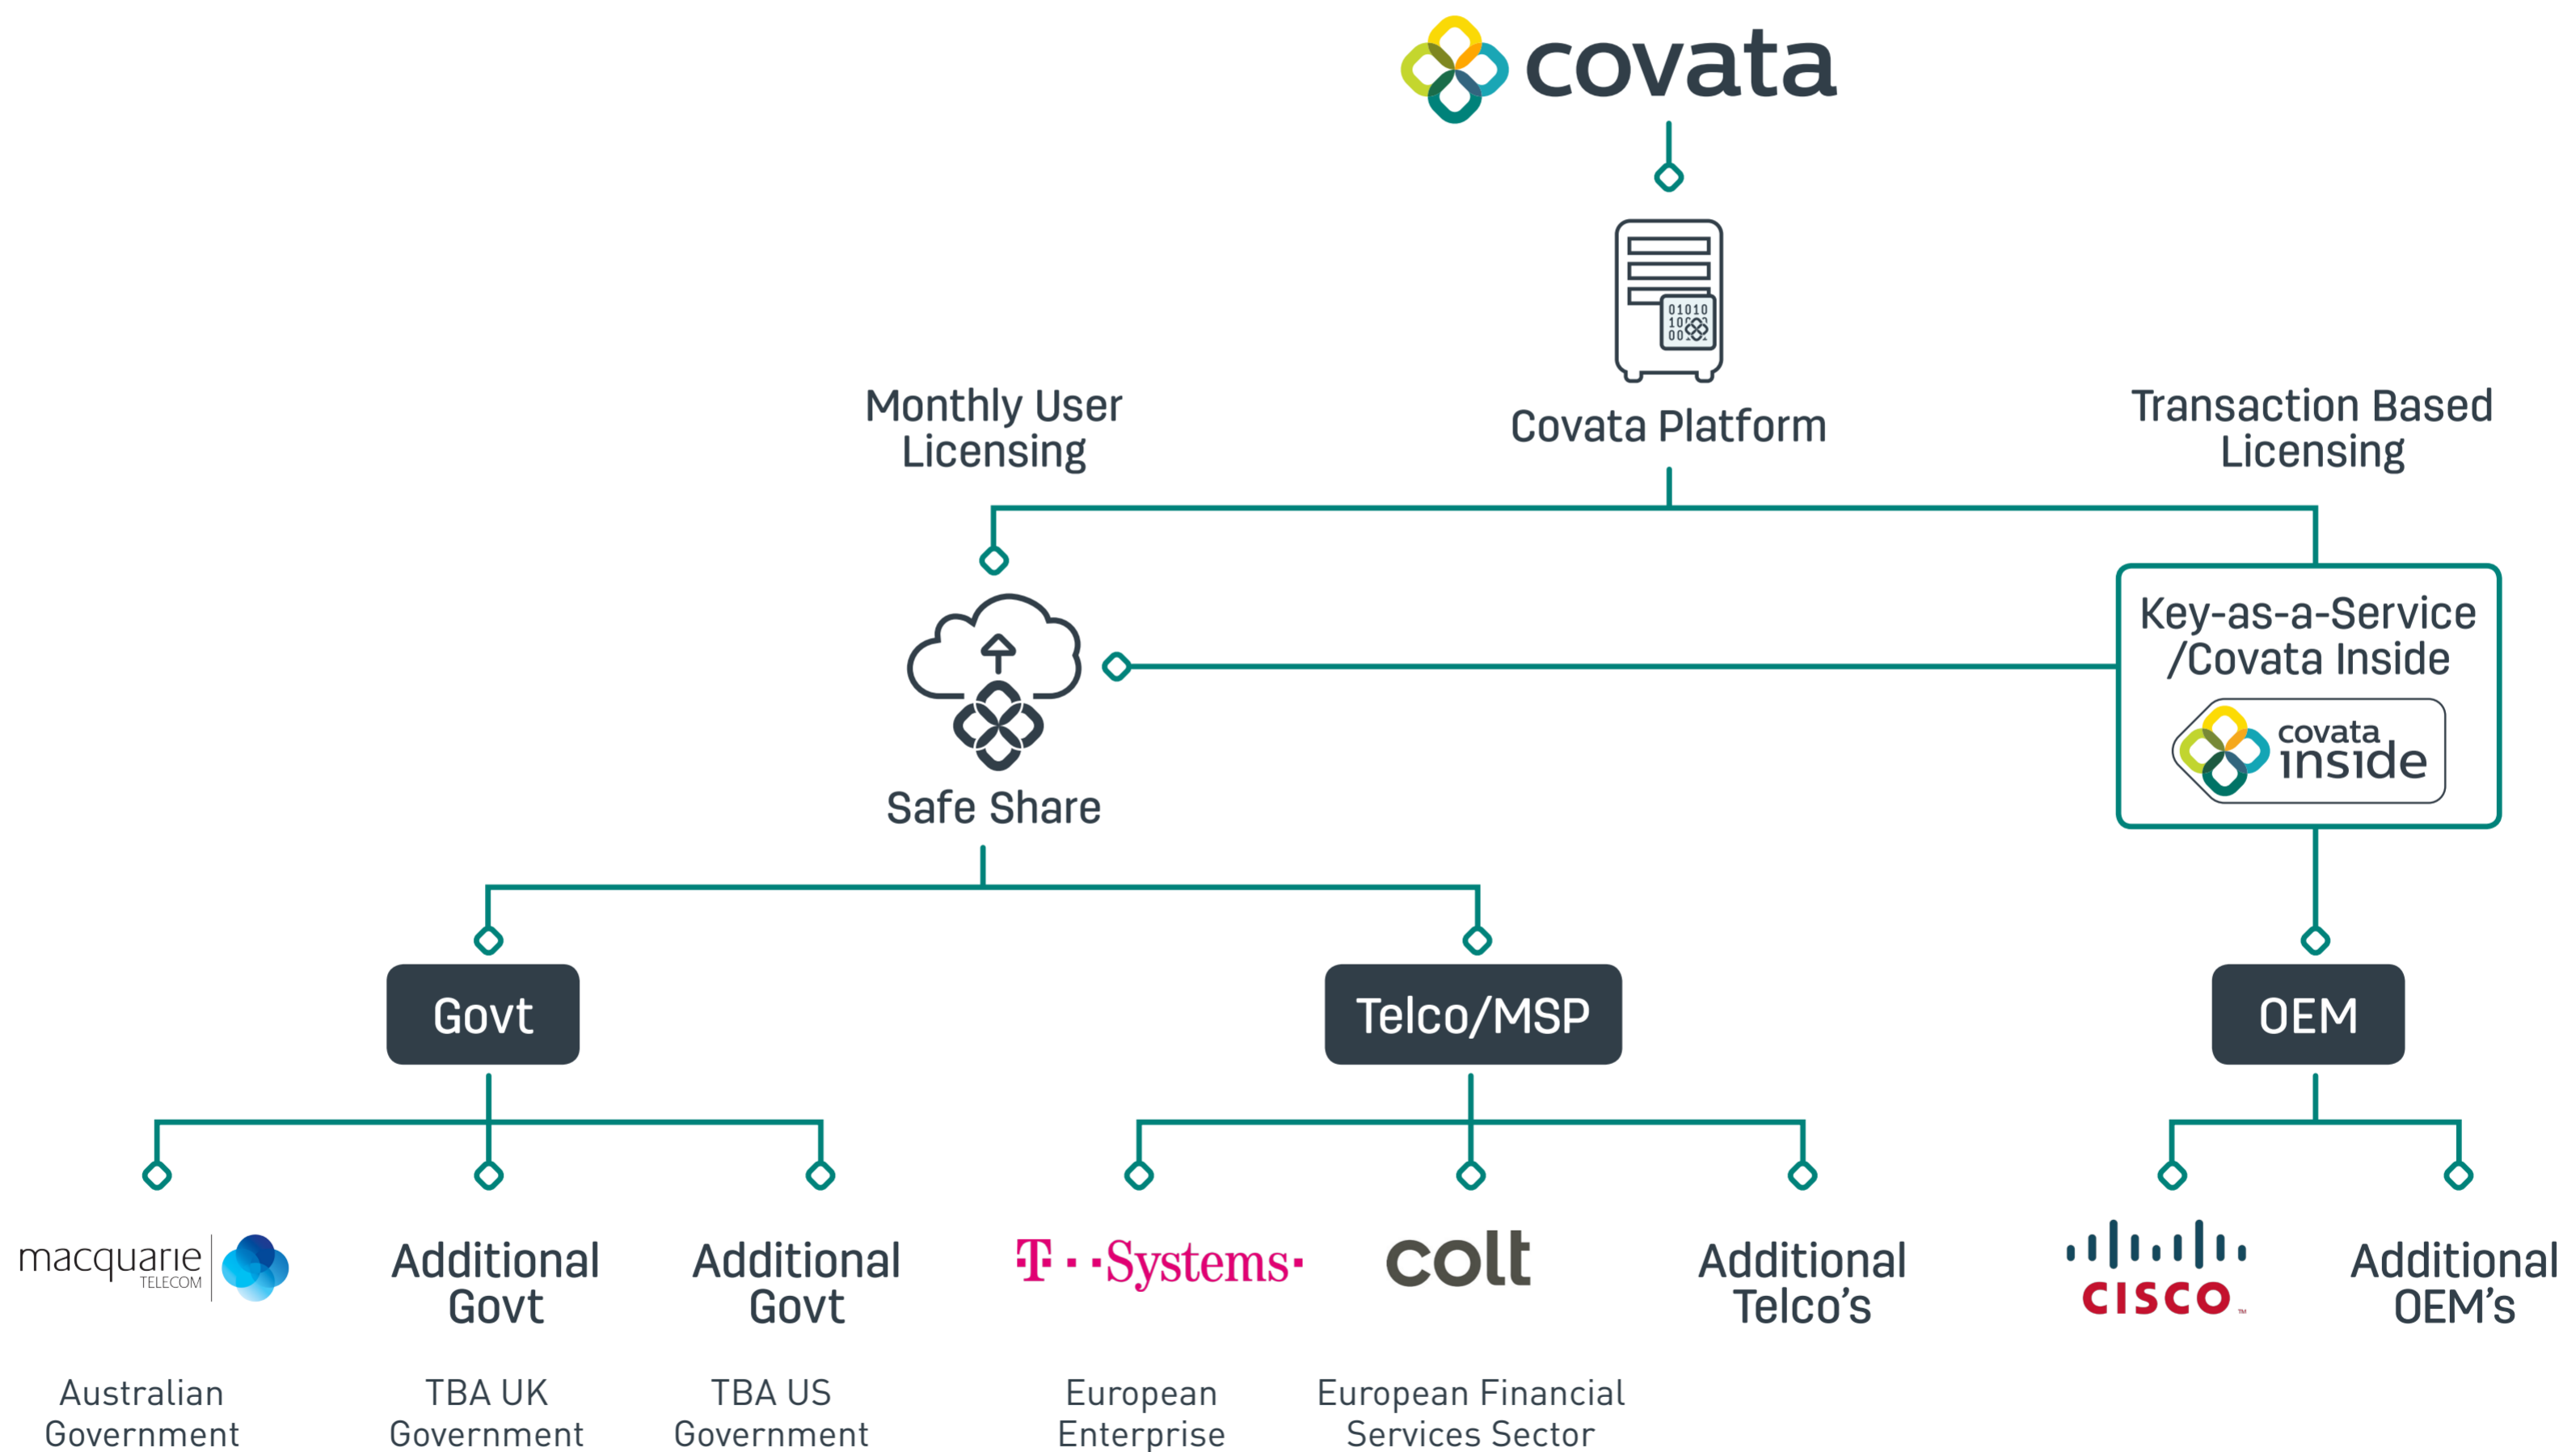 covata
01010
Covata Platform
Monthly User
Licensing
Transaction Based
Licensing
Key-as-a-Service
/Covata Inside
covata
inside
Safe Share
Govt
Telco/MSP
OEM
macquarie
TELECOM
Additional
Govt
Additional
Govt
T··Systems·
colt
Additional
Telco's
CISCO™
Additional
OEM's
Australian
Government
TBA UK
Government
TBA US
Government
European
Enterprise
European Financial
Services Sector